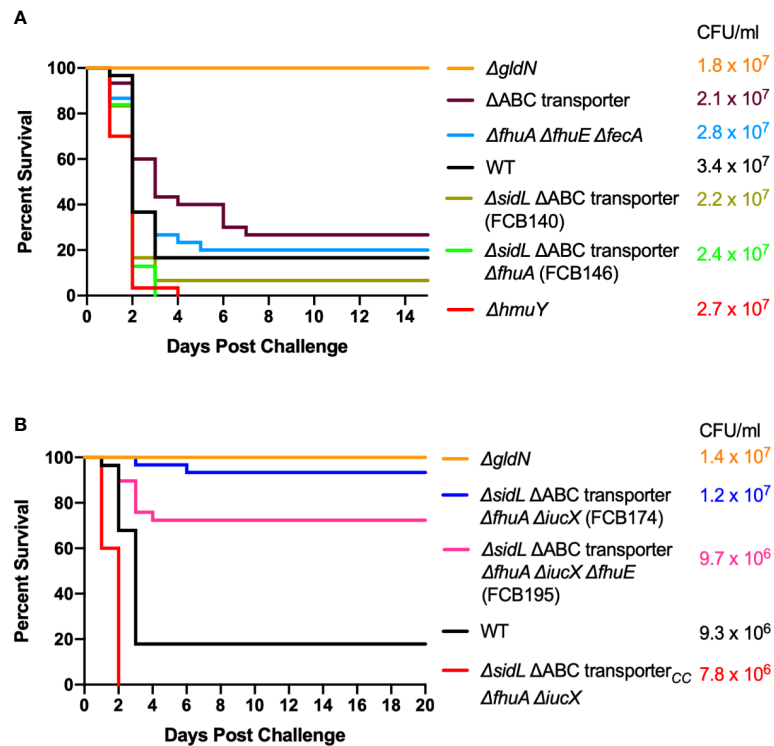 A
CFU/ml
100
80
60
40
20
0
Percent Survival
0 2 4 6 8 10 12 14
Days Post Challenge
ΔgldN 1.8 x 10⁷
ΔABC transporter 2.1 x 10⁷
ΔfhuA ΔfhuE ΔfecA 2.8 x 10⁷
WT 3.4 x 10⁷
ΔsidL ΔABC transporter 2.2 x 10⁷
(FCB140)
ΔsidL ΔABC transporter 2.4 x 10⁷
ΔfhuA (FCB146)
ΔhmuY 2.7 x 10⁷
B
CFU/ml
100
80
60
40
20
0
Percent Survival
0 2 4 6 8 10 12 14 16 18 20
Days Post Challenge
ΔgldN 1.4 x 10⁷
ΔsidL ΔABC transporter 1.2 x 10⁷
ΔfhuA ΔiucX (FCB174)
ΔsidL ΔABC transporter 9.7 x 10⁶
ΔfhuA ΔiucX ΔfhuE
(FCB195)
WT 9.3 x 10⁶
ΔsidL ΔABC transporter_CC 7.8 x 10⁶
ΔfhuA ΔiucX